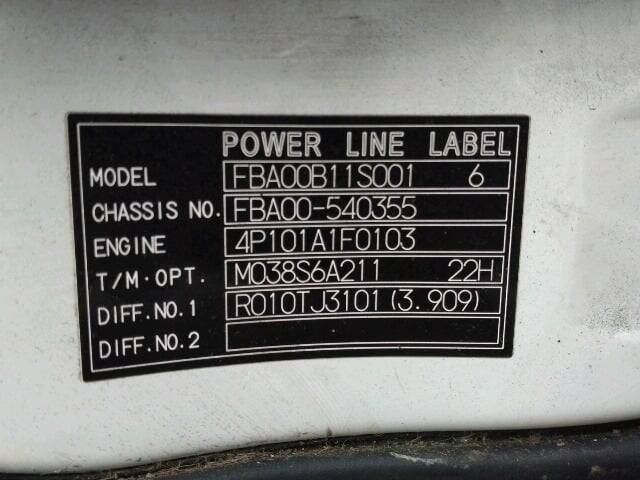 POWER LINE LABEL
MODEL FBA00B11S001 6
CHASSIS NO. FBA00-540355
ENGINE 4P101A1F0103
T/M·OPT. M038S6A211 22H
DIFF.NO.1 R010TJ3101(3.909)
DIFF.NO.2